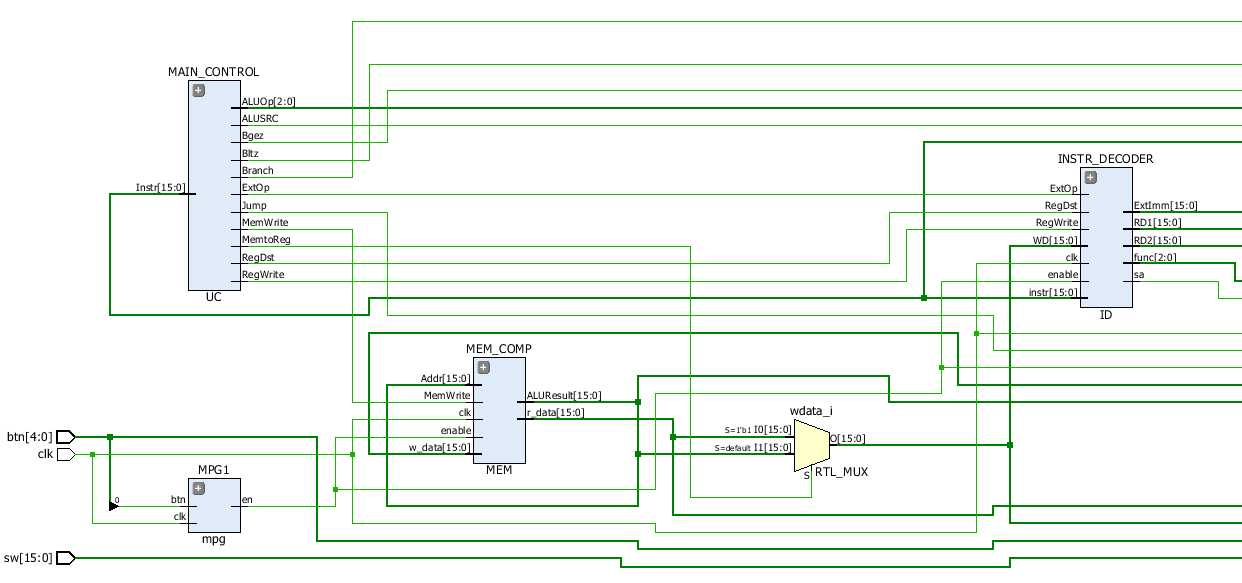 MAIN_CONTROL
ALUOp[2:0]
ALUSRC
Bgez
Bltz
Branch
Instr[15:0]
ExtOp
Jump
MemWrite
MemtoReg
RegDst
RegWrite
UC
INSTR_DECODER
ExtOp
RegDst
RegWrite
WD[15:0]
clk
enable
instr[15:0]
ExtImm[15:0]
RD1[15:0]
RD2[15:0]
func[2:0]
sa
ID
MEM_COMP
Addr[15:0]
MemWrite
clk
enable
w_data[15:0]
ALUResult[15:0]
r_data[15:0]
MEM
wdata_i
S=1'b1 I0[15:0]
S=default I1[15:0]
O[15:0]
S
RTL_MUX
btn[4:0]
clk
MPG1
0
btn
clk
en
mpg
sw[15:0]